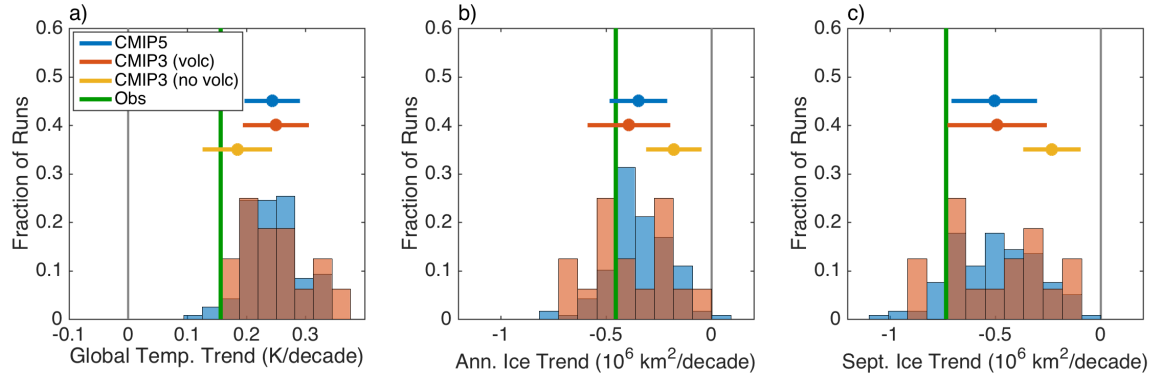 a)
0.6
0.5
0.4
0.3
0.2
0.1
0
Fraction of Runs
CMIP5
CMIP3 (volc)
CMIP3 (no volc)
Obs
-0.1
0
0.1
0.2
0.3
Global Temp. Trend (K/decade)
b)
0.6
0.5
0.4
0.3
0.2
0.1
0
Fraction of Runs
-1
-0.5
0
Ann. Ice Trend (10⁶ km²/decade)
c)
0.6
0.5
0.4
0.3
0.2
0.1
0
Fraction of Runs
-1
-0.5
0
Sept. Ice Trend (10⁶ km²/decade)